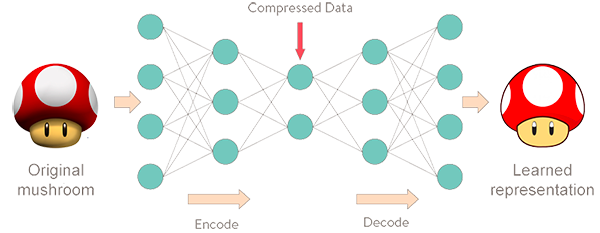 Compressed Data
Original
mushroom
Learned
representation
Encode
Decode